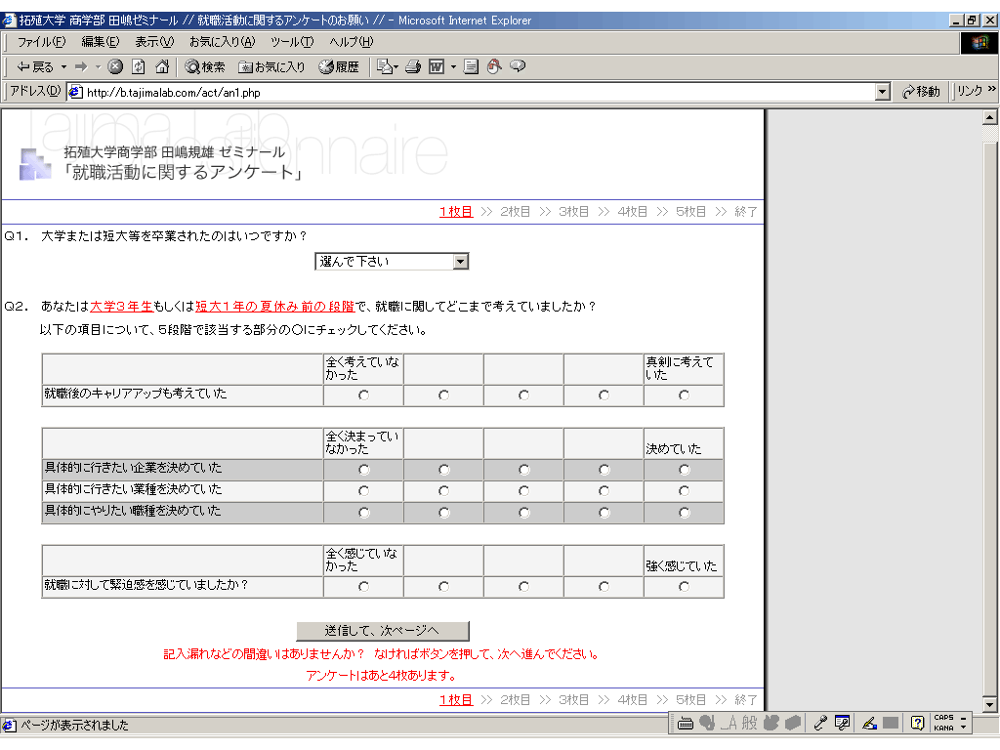 拓殖大学 商学部 田嶋ゼミナール // 就職活動に関するアンケートのお願い // - Microsoft Internet Explorer
ファイル(F) 編集(E) 表示(V) お気に入り(A) ツール(T) ヘルプ(H)
戻る 検索 お気に入り 履歴
アドレス(D) http://b.tajimalab.com/act/an1.php 移動 リンク »
Tajima Lab
拓殖大学商学部 田嶋規雄 ゼミナール
「就職活動に関するアンケート」
1枚目 >> 2枚目 >> 3枚目 >> 4枚目 >> 5枚目 >> 終了
Q1. 大学または短大等を卒業されたのはいつですか？
選んで下さい
Q2. あなたは大学３年生もしくは短大１年の夏休み前の段階で、就職に関してどこまで考えていましたか？
以下の項目について、5段階で該当する部分の○にチェックしてください。
全く考えていな
かった
真剣に考えて
いた
就職後のキャリアアップも考えていた
全く決まってい
なかった
決めていた
具体的に行きたい企業を決めていた
具体的に行きたい業種を決めていた
具体的にやりたい職種を決めていた
全く感じていな
かった
強く感じていた
就職に対して緊迫感を感じていましたか？
送信して、次ページへ
記入漏れなどの間違いはありませんか？ なければボタンを押して、次へ進んでください。
アンケートはあと4枚あります。
1枚目 >> 2枚目 >> 3枚目 >> 4枚目 >> 5枚目 >> 終了
ページが表示されました
_A 般 CAPS
KANA